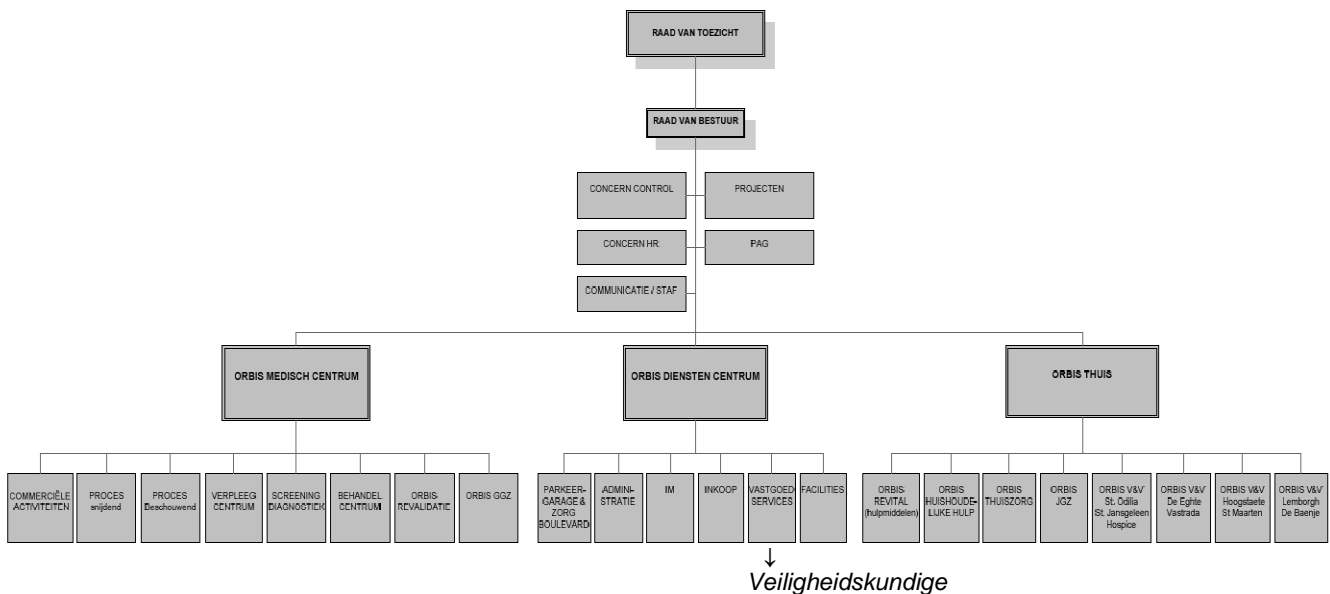 RAAD VAN TOEZICHT
RAAD VAN BESTUUR
CONCERN CONTROL
PROJECTEN
CONCERN HR
PAG
COMMUNICATIE / STAF
ORBIS MEDISCH CENTRUM
ORBIS DIENSTEN CENTRUM
ORBIS THUIS
COMMERCIËLE
ACTIVITEITEN
PROCES
snijdend
PROCES
Beschouwend
VERPLEEG
CENTRUM
SCREENING
DIAGNOSTIEK
BEHANDEL
CENTRUM
ORBIS
REVALIDATIE
ORBIS GGZ
PARKEER-
GARAGE &
ZORG
BOULEVARD
ADMINI-
STRATIE
IM
INKOOP
VASTGOED
SERVICES
FACILITIES
ORBIS
REVITAL
(hulpmiddelen)
ORBIS
HUISHOUDE-
LIJKE HULP
ORBIS
THUISZORG
ORBIS
JGZ
ORBIS V&V
St. Odilia
St. Jansgeleen
Hospice
ORBIS V&V
De Eghte
Vastrada
ORBIS V&V
Hoogstaete
St Maarten
ORBIS V&V
Lemborgh
De Baenje
↓
Veiligheidskundige